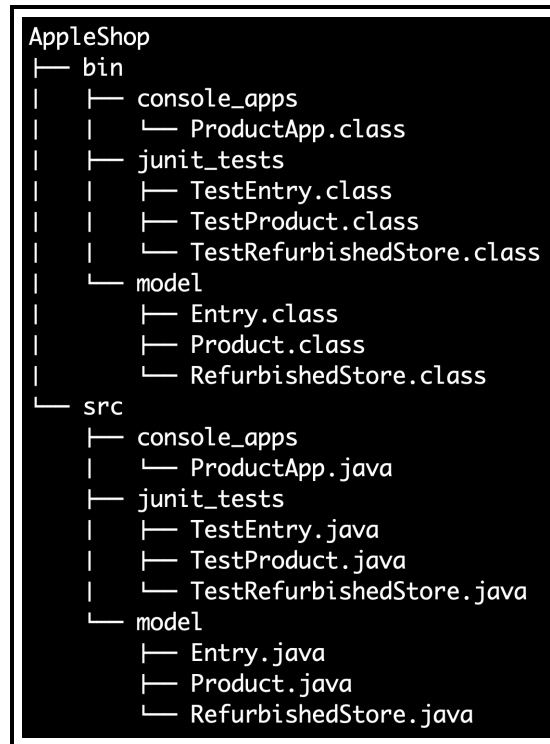 AppleShop
├── bin
│   ├── console_apps
│   │   └── ProductApp.class
│   ├── junit_tests
│   │   ├── TestEntry.class
│   │   ├── TestProduct.class
│   │   └── TestRefurbishedStore.class
│   └── model
│       ├── Entry.class
│       ├── Product.class
│       └── RefurbishedStore.class
└── src
    ├── console_apps
    │   └── ProductApp.java
    ├── junit_tests
    │   ├── TestEntry.java
    │   ├── TestProduct.java
    │   └── TestRefurbishedStore.java
    └── model
        ├── Entry.java
        ├── Product.java
        └── RefurbishedStore.java